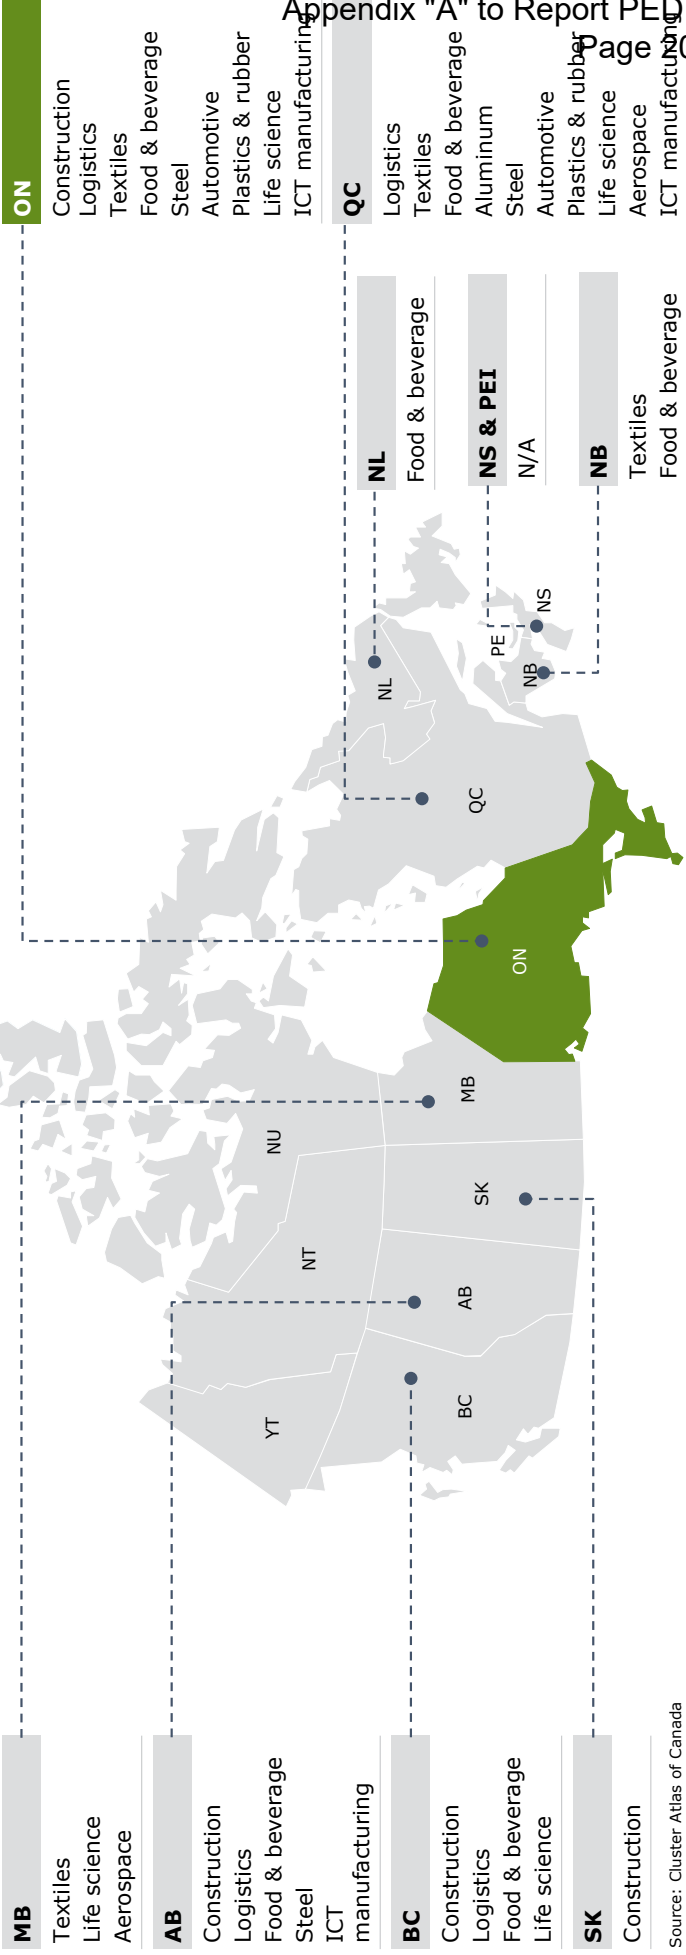 Appendix "A" to Report PED
Page 20
MB
Textiles
Life science
Aerospace
AB
Construction
Logistics
Food & beverage
Steel
ICT
manufacturing
BC
Construction
Logistics
Food & beverage
Life science
SK
Construction
Source: Cluster Atlas of Canada
YT
NT
NU
BC
AB
SK
MB
ON
QC
NL
NB
PE
NS
NL
Food & beverage
NS & PEI
N/A
NB
Textiles
Food & beverage
ON
Construction
Logistics
Textiles
Food & beverage
Steel
Automotive
Plastics & rubber
Life science
ICT manufacturing
QC
Logistics
Textiles
Food & beverage
Aluminum
Steel
Automotive
Plastics & rubber
Life science
Aerospace
ICT manufacturing